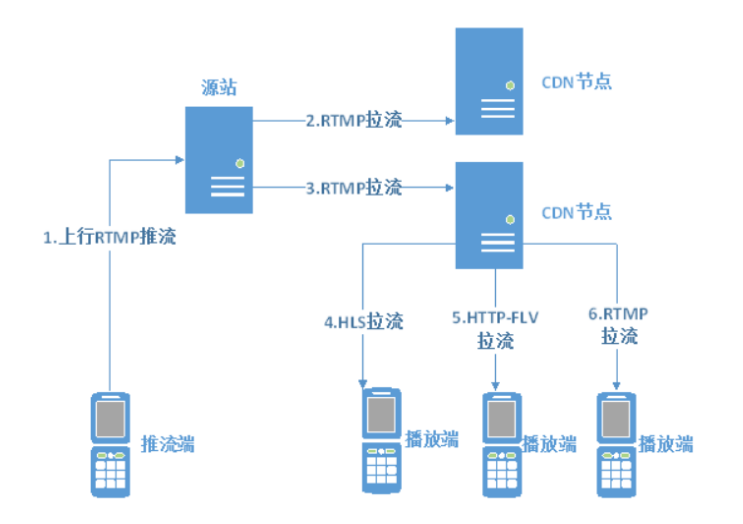 源站
CDN节点
2.RTMP拉流
3.RTMP拉流
CDN节点
1.上行RTMP推流
4.HLS拉流
5.HTTP-FLV
拉流
6.RTMP
拉流
推流端
播放端
播放端
播放端